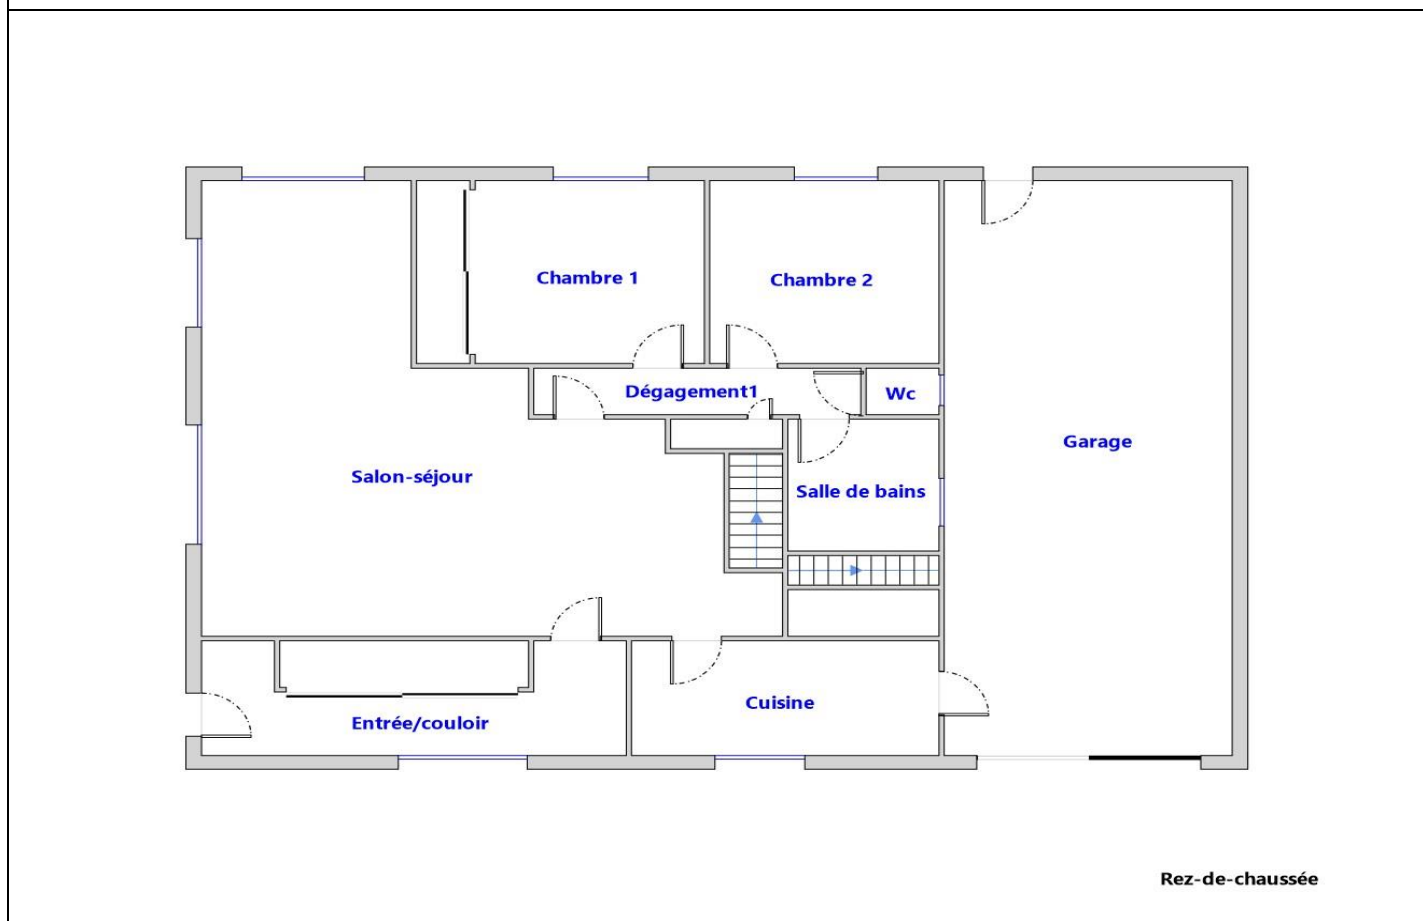 Chambre 1
Chambre 2
Dégagement1
Wc
Garage
Salon-séjour
Salle de bains
Cuisine
Entrée/couloir
Rez-de-chaussée